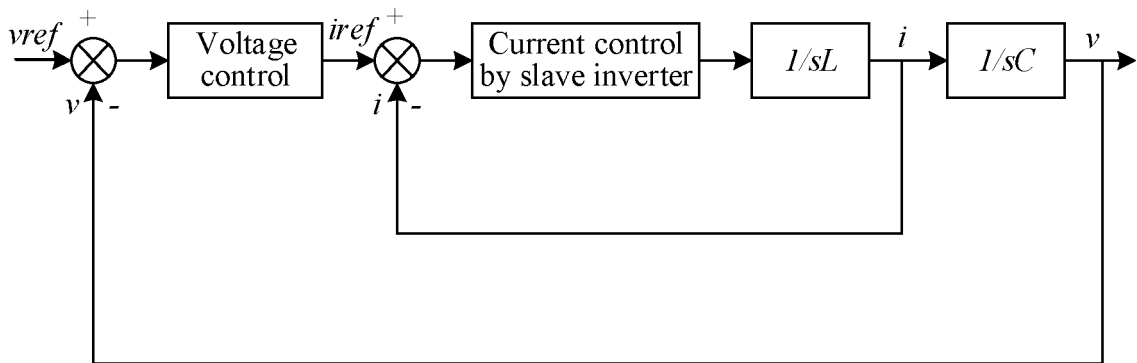 +
vref
v
-
Voltage
control
iref
+
i
-
Current control
by slave inverter
1/sL
i
1/sC
v